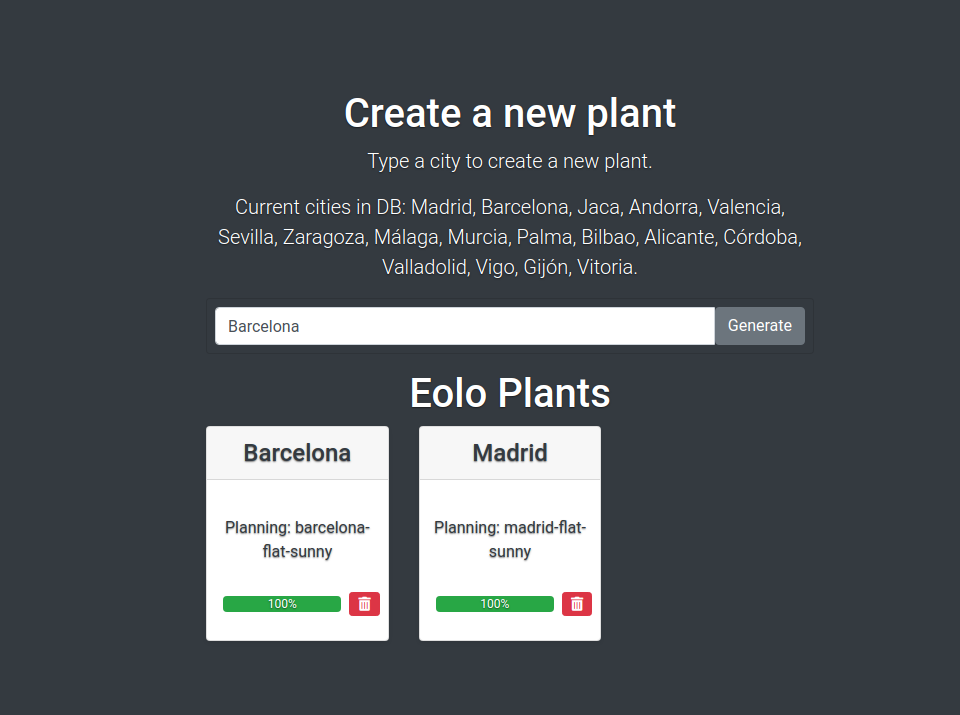 Create a new plant
Type a city to create a new plant.
Current cities in DB: Madrid, Barcelona, Jaca, Andorra, Valencia,
Sevilla, Zaragoza, Málaga, Murcia, Palma, Bilbao, Alicante, Córdoba,
Valladolid, Vigo, Gijón, Vitoria.
Barcelona
Generate
Eolo Plants
Barcelona
Planning: barcelona-
flat-sunny
100%
Madrid
Planning: madrid-flat-
sunny
100%